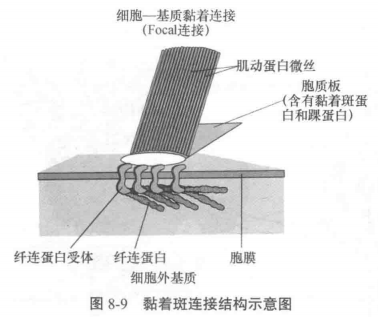 细胞—基质黏着连接
(Focal连接)
肌动蛋白微丝
胞质板
(含有黏着斑蛋
白和踝蛋白)
纤连蛋白受体
纤连蛋白
胞膜
细胞外基质
图 8-9 黏着斑连接结构示意图